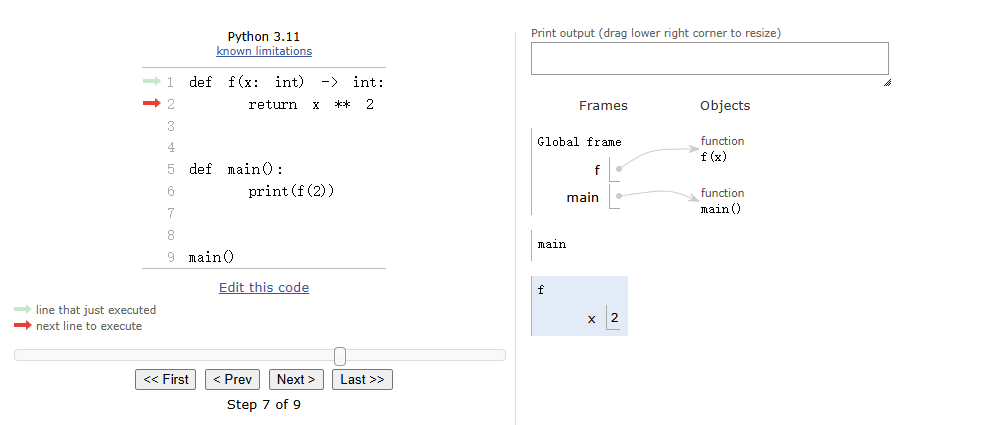 Python 3.11
known limitations
1 def f(x: int) -> int:
2 return x ** 2
3
4
5 def main():
6 print(f(2))
7
8
9 main()
Edit this code
line that just executed
next line to execute
<< First < Prev Next > Last >>
Step 7 of 9
Print output (drag lower right corner to resize)
Frames Objects
Global frame
f
main
function
f(x)
function
main()
main
f
x 2